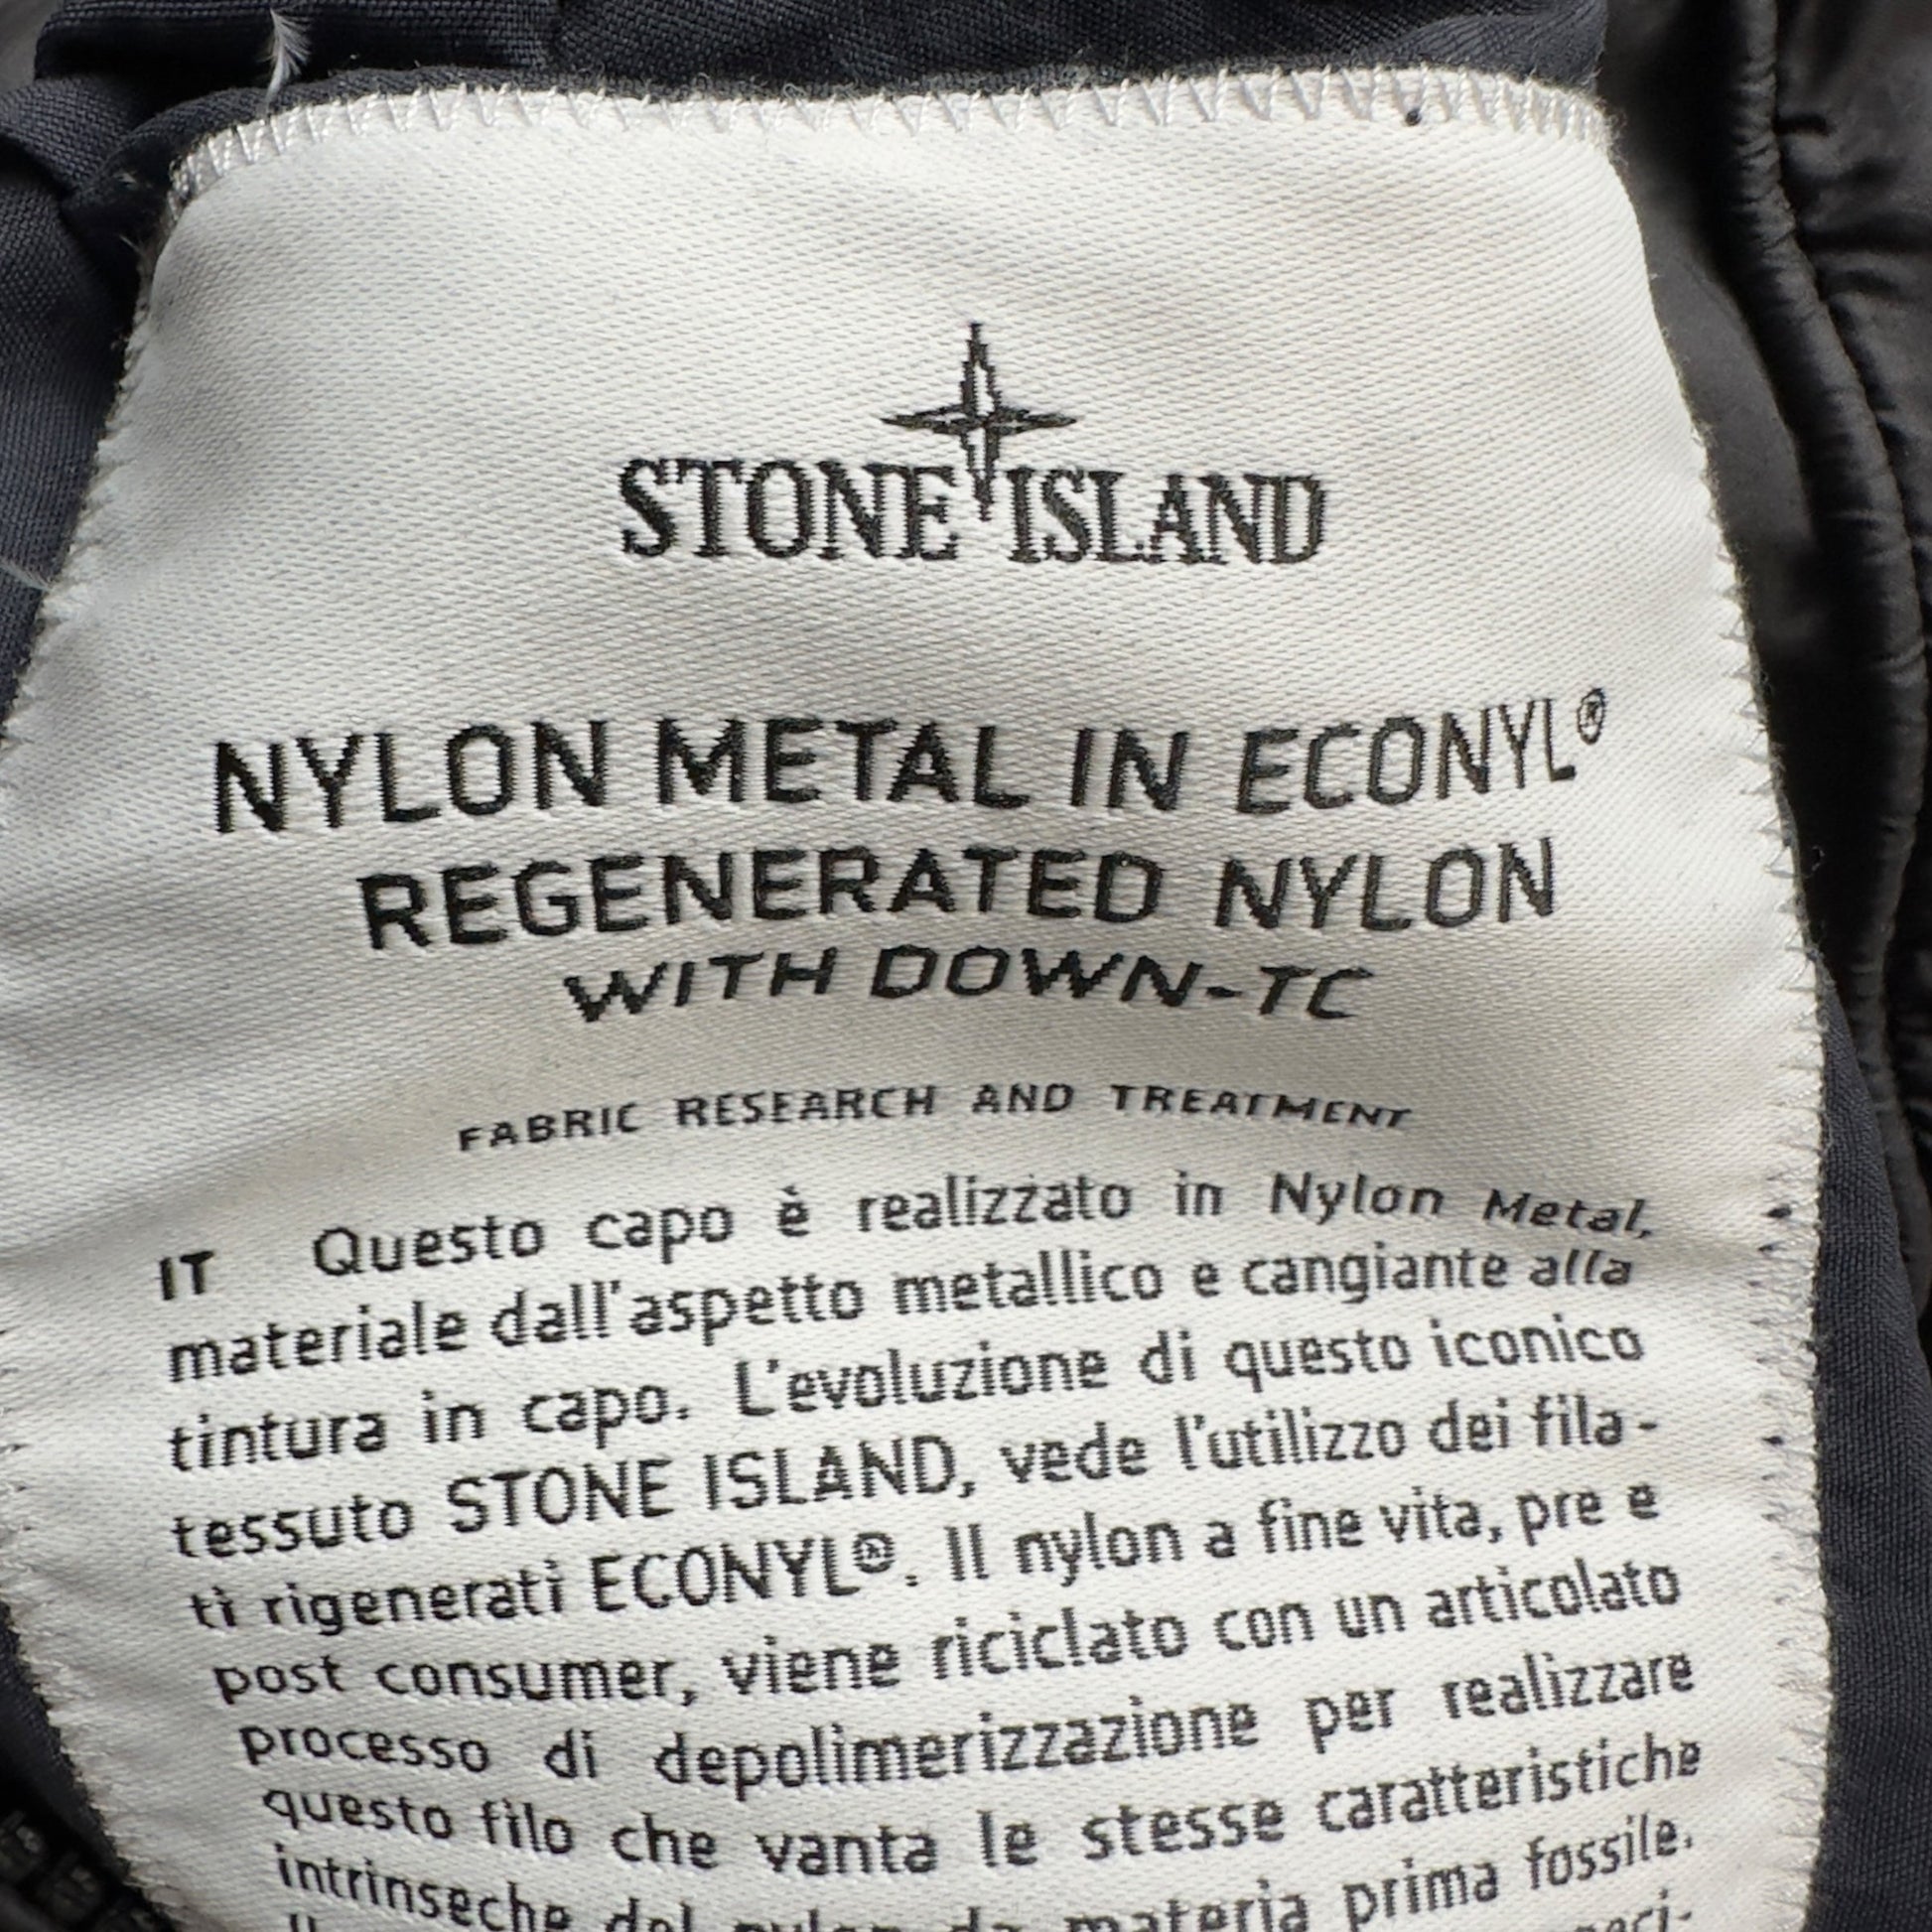 STONE ISLAND
NYLON METAL IN ECONYL®
REGENERATED NYLON
WITH DOWN-TC
FABRIC RESEARCH AND TREATMENT
IT Questo capo è realizzato in Nylon Metal,
materiale dall'aspetto metallico e cangiante alla
tintura in capo. L'evoluzione di questo iconico
tessuto STONE ISLAND, vede l'utilizzo dei fila-
ti rigenerati ECONYL®. Il nylon a fine vita, pre e
post consumer, viene riciclato con un articolato
processo di depolimerizzazione per realizzare
questo filo che vanta le stesse caratteristiche
intrinseche del nylon da materia prima fossile.